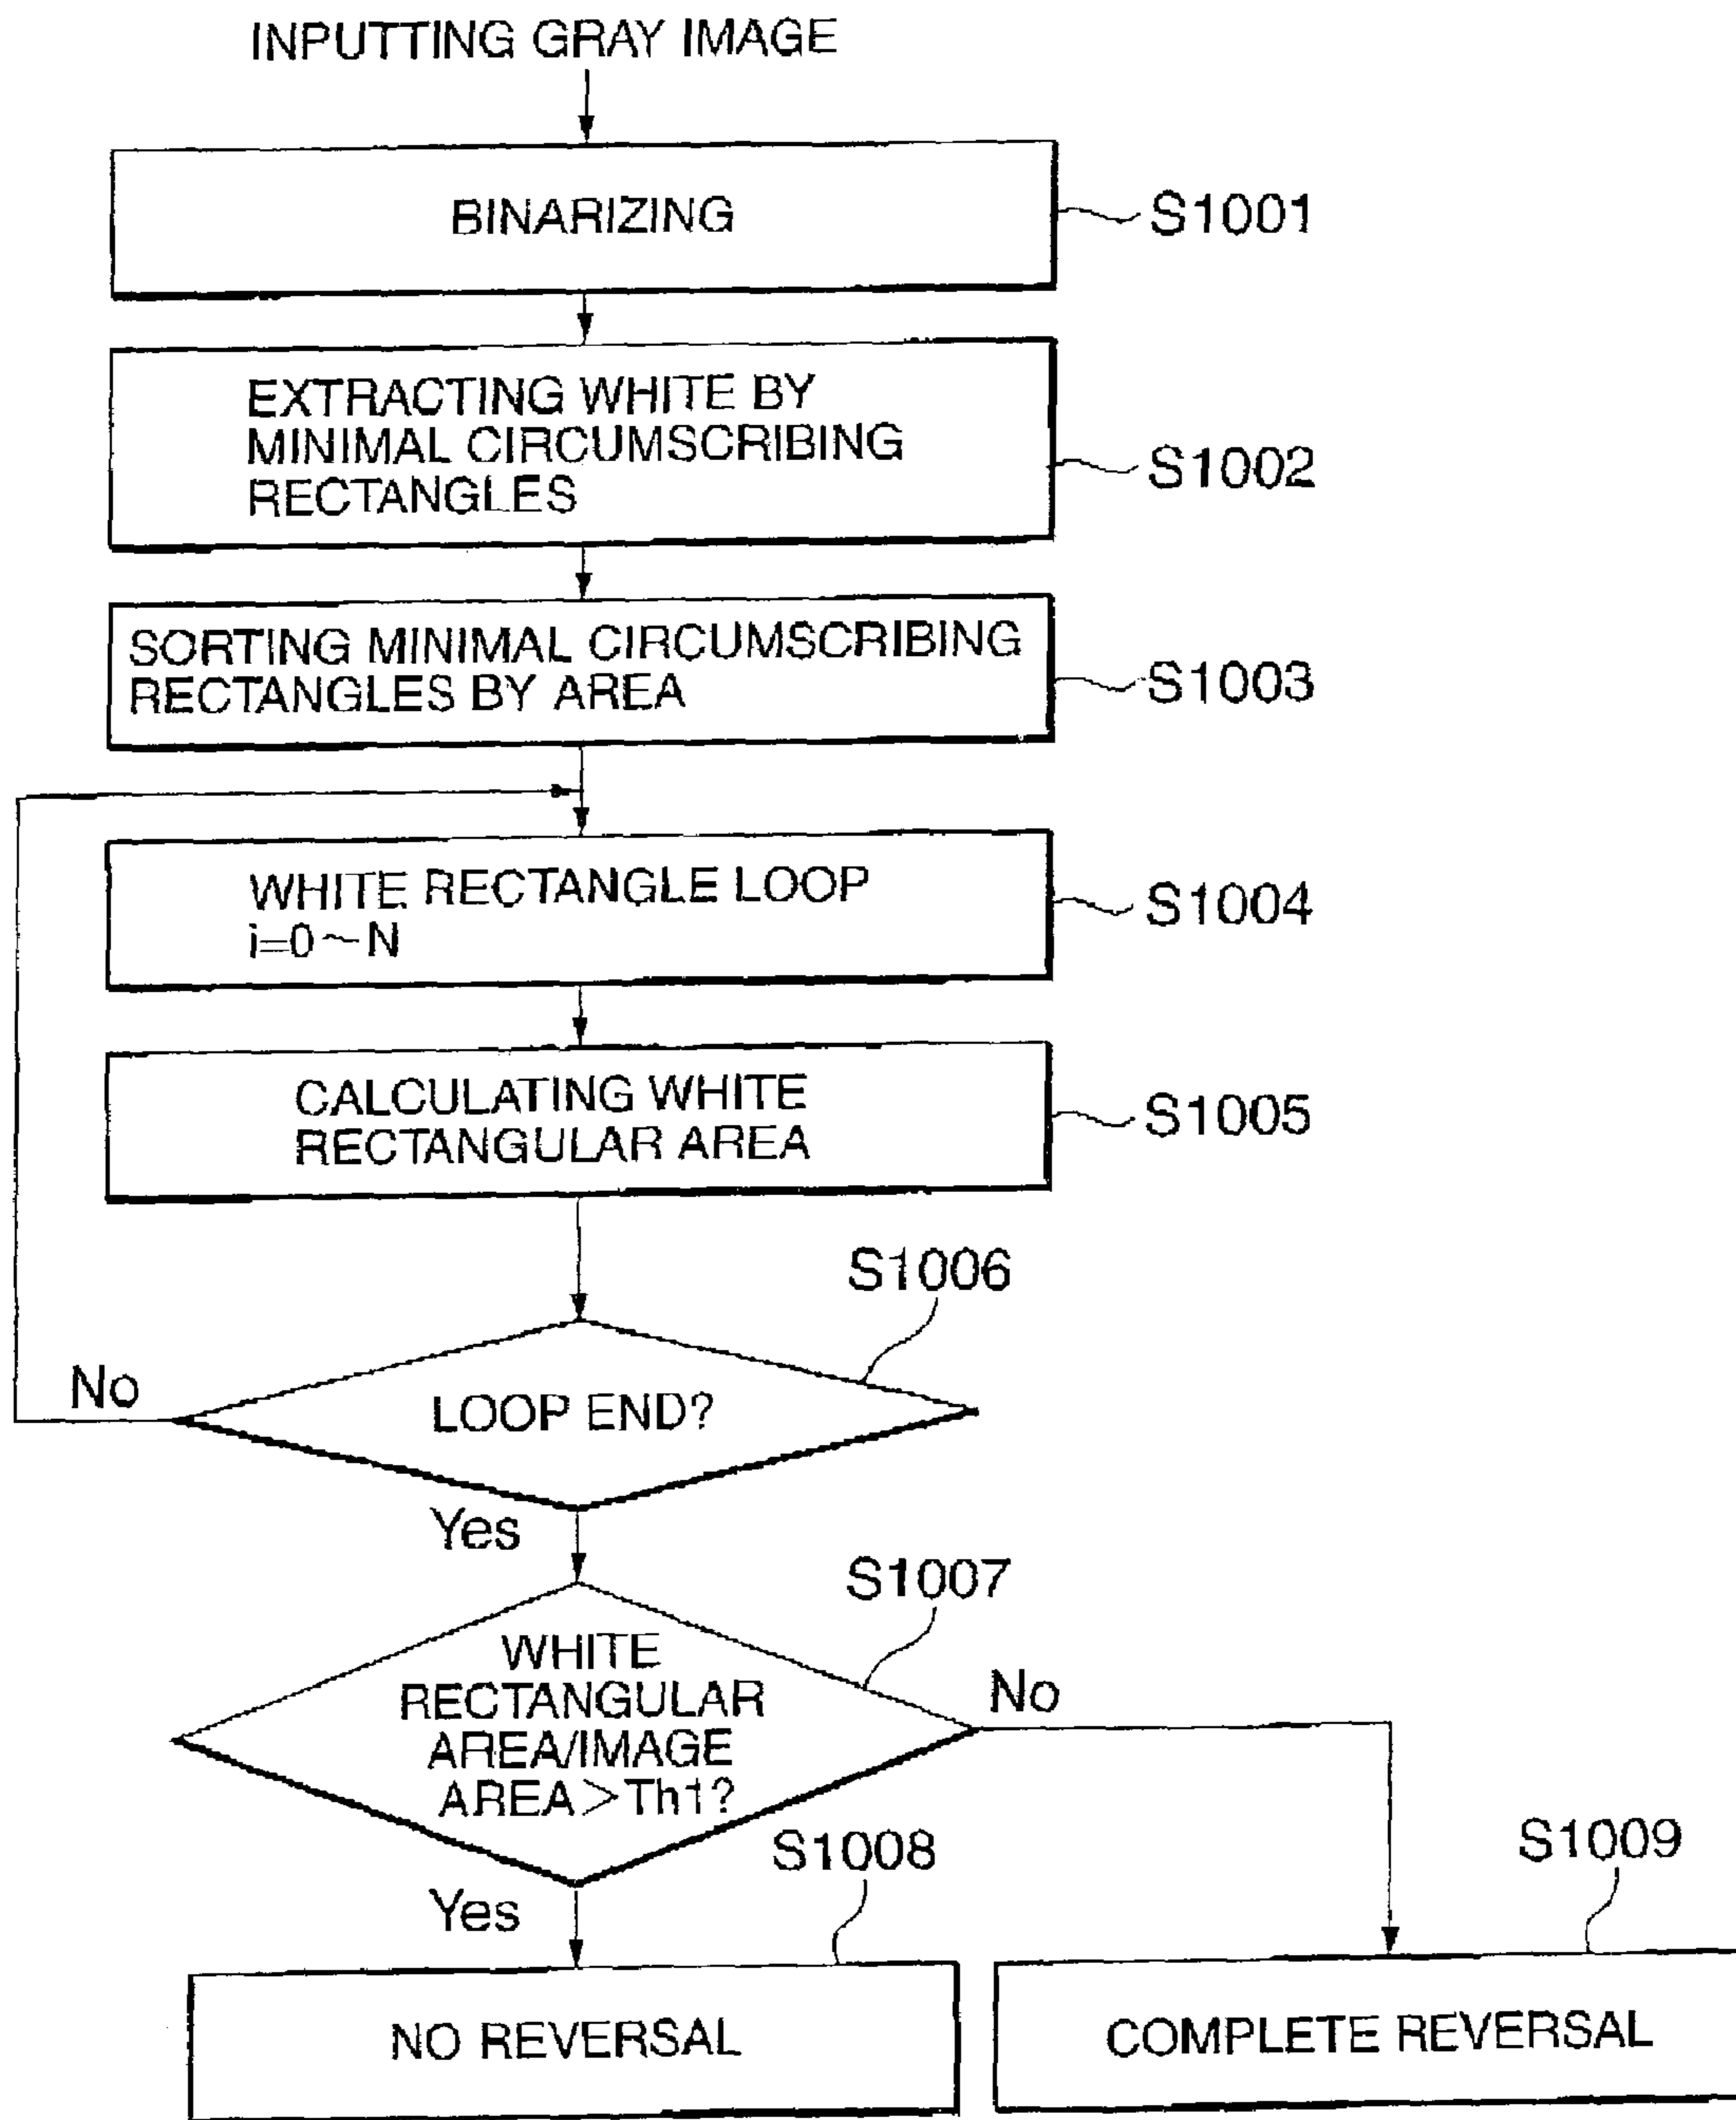 INPUTTING GRAY IMAGE
BINARIZING
S1001
EXTRACTING WHITE BY
MINIMAL CIRCUMSCRIBING
RECTANGLES
S1002
SORTING MINIMAL CIRCUMSCRIBING
RECTANGLES BY AREA
S1003
WHITE RECTANGLE LOOP
i=0~N
S1004
CALCULATING WHITE
RECTANGULAR AREA
S1005
S1006
No
LOOP END?
Yes
S1007
WHITE
RECTANGULAR
AREA/IMAGE
AREA>Th1?
No
Yes
S1008
S1009
NO REVERSAL
COMPLETE REVERSAL